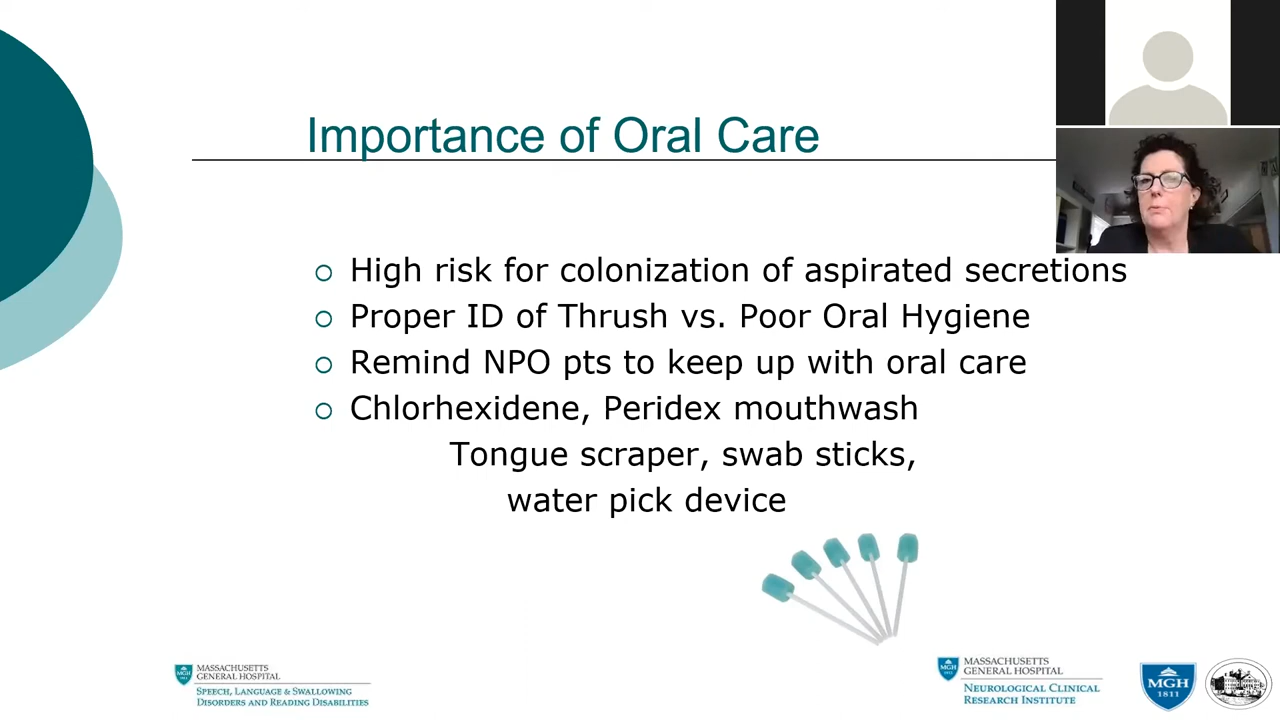 Importance of Oral Care
High risk for colonization of aspirated secretions
Proper ID of Thrush vs. Poor Oral Hygiene
Remind NPO pts to keep up with oral care
Chlorhexidene, Peridex mouthwash
Tongue scraper, swab sticks,
water pick device
MGH
1811
MASSACHUSETTS
GENERAL HOSPITAL
SPEECH, LANGUAGE & SWALLOWING
DISORDERS AND READING DISABILITIES
MGH
1811
MASSACHUSETTS
GENERAL HOSPITAL
NEUROLOGICAL CLINICAL
RESEARCH INSTITUTE
MGH
1811